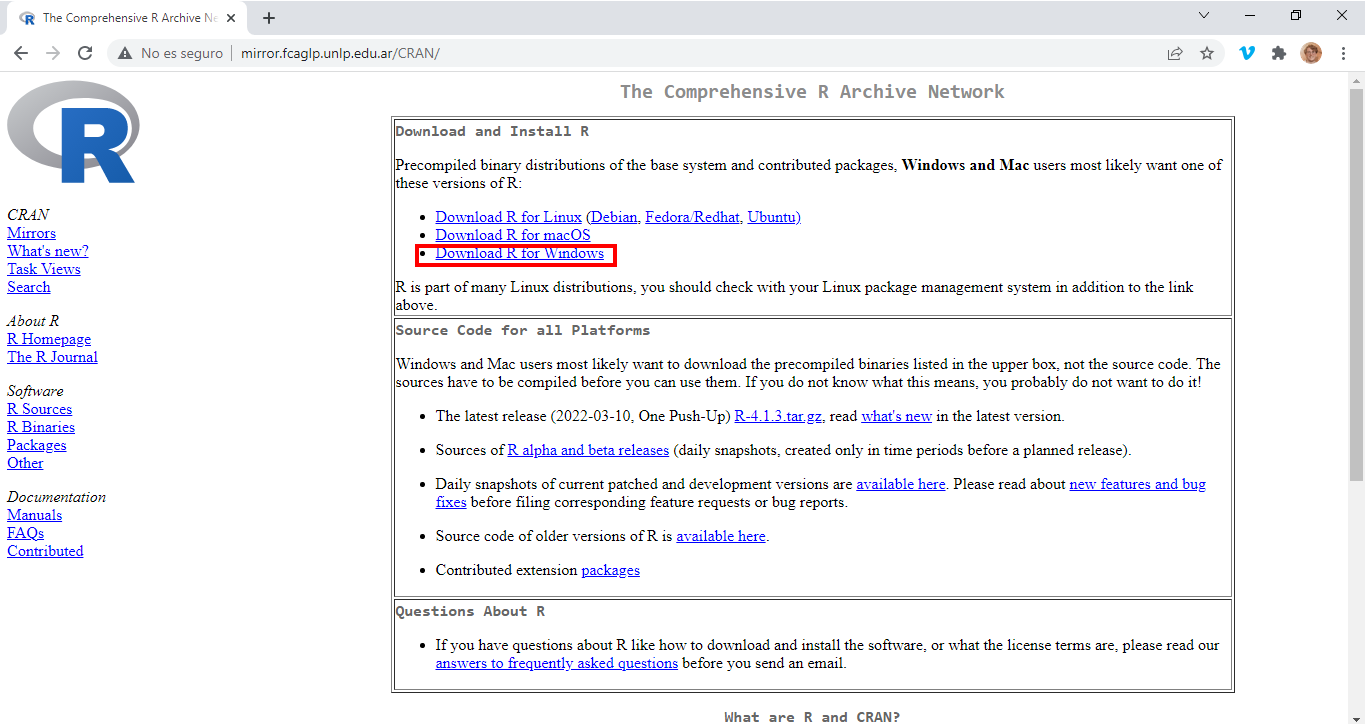 The Comprehensive R Archive Ne
No es seguro
mirror.fcaglp.unlp.edu.ar/CRAN/
R
CRAN
Mirrors
What's new?
Task Views
Search
About R
R Homepage
The R Journal
Software
R Sources
R Binaries
Packages
Other
Documentation
Manuals
FAQs
Contributed
The Comprehensive R Archive Network
Download and Install R
Precompiled binary distributions of the base system and contributed packages, Windows and Mac users most likely want one of
these versions of R:
Download R for Linux (Debian, Fedora/Redhat, Ubuntu)
Download R for macOS
Download R for Windows
R is part of many Linux distributions, you should check with your Linux package management system in addition to the link
above.
Source Code for all Platforms
Windows and Mac users most likely want to download the precompiled binaries listed in the upper box, not the source code. The
sources have to be compiled before you can use them. If you do not know what this means, you probably do not want to do it!
The latest release (2022-03-10, One Push-Up) R-4.1.3.tar.gz, read what's new in the latest version.
Sources of R alpha and beta releases (daily snapshots, created only in time periods before a planned release).
Daily snapshots of current patched and development versions are available here. Please read about new features and bug
fixes before filing corresponding feature requests or bug reports.
Source code of older versions of R is available here.
Contributed extension packages
Questions About R
If you have questions about R like how to download and install the software, or what the license terms are, please read our
answers to frequently asked questions before you send an email.
What are R and CRAN?